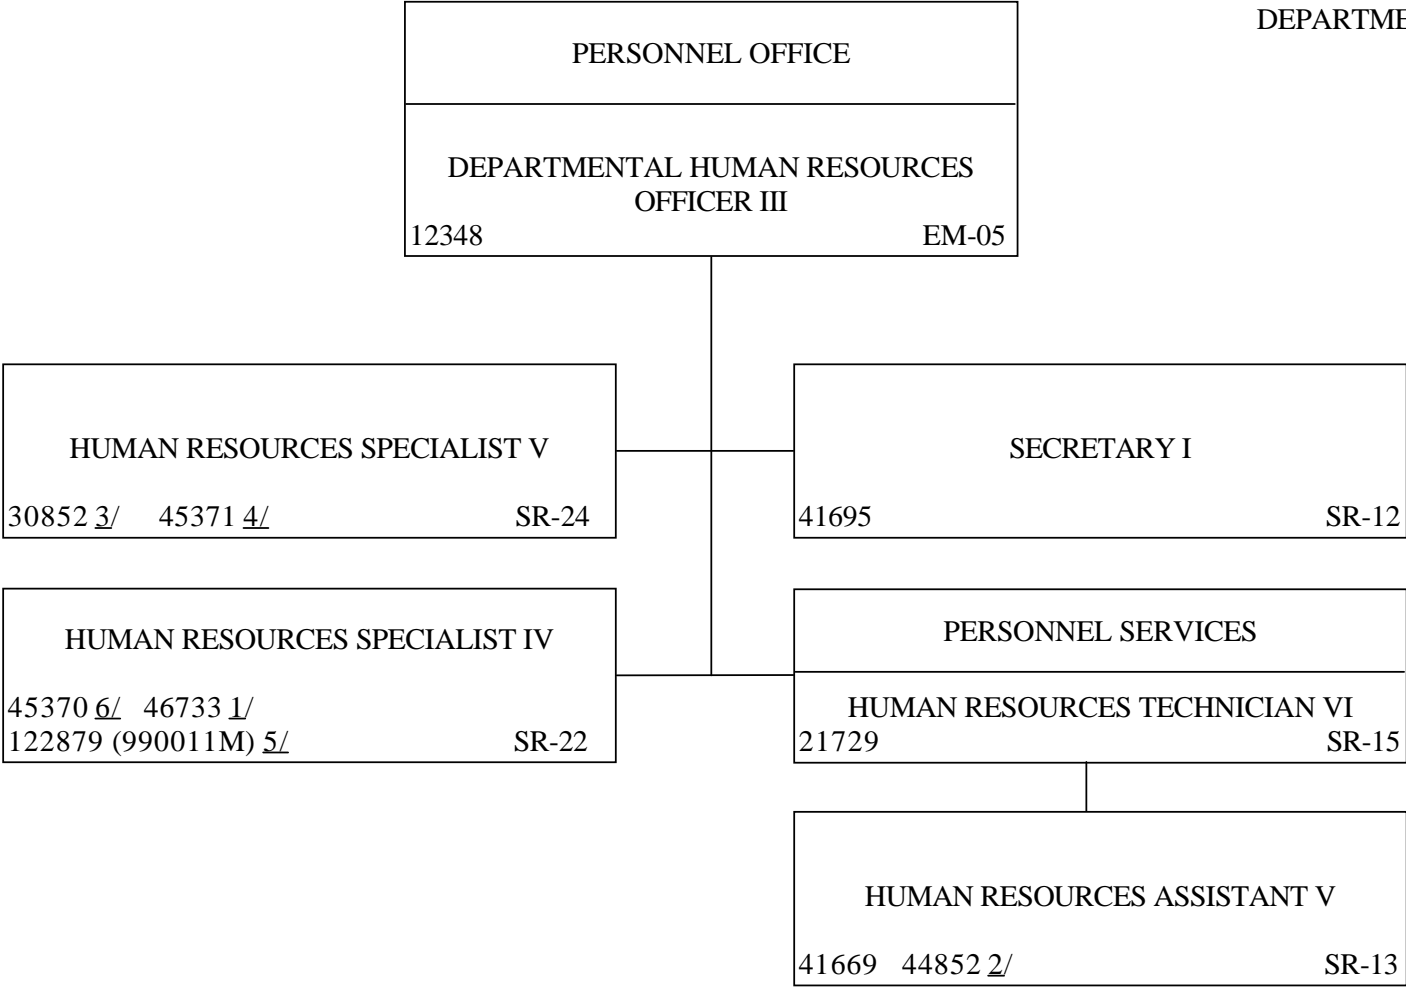 DEPARTME
PERSONNEL OFFICE
DEPARTMENTAL HUMAN RESOURCES
OFFICER III
12348 EM-05
HUMAN RESOURCES SPECIALIST V
30852 3/ 45371 4/ SR-24
SECRETARY I
41695 SR-12
HUMAN RESOURCES SPECIALIST IV
45370 6/ 46733 1/
122879 (990011M) 5/ SR-22
PERSONNEL SERVICES
HUMAN RESOURCES TECHNICIAN VI
21729 SR-15
HUMAN RESOURCES ASSISTANT V
41669 44852 2/ SR-13